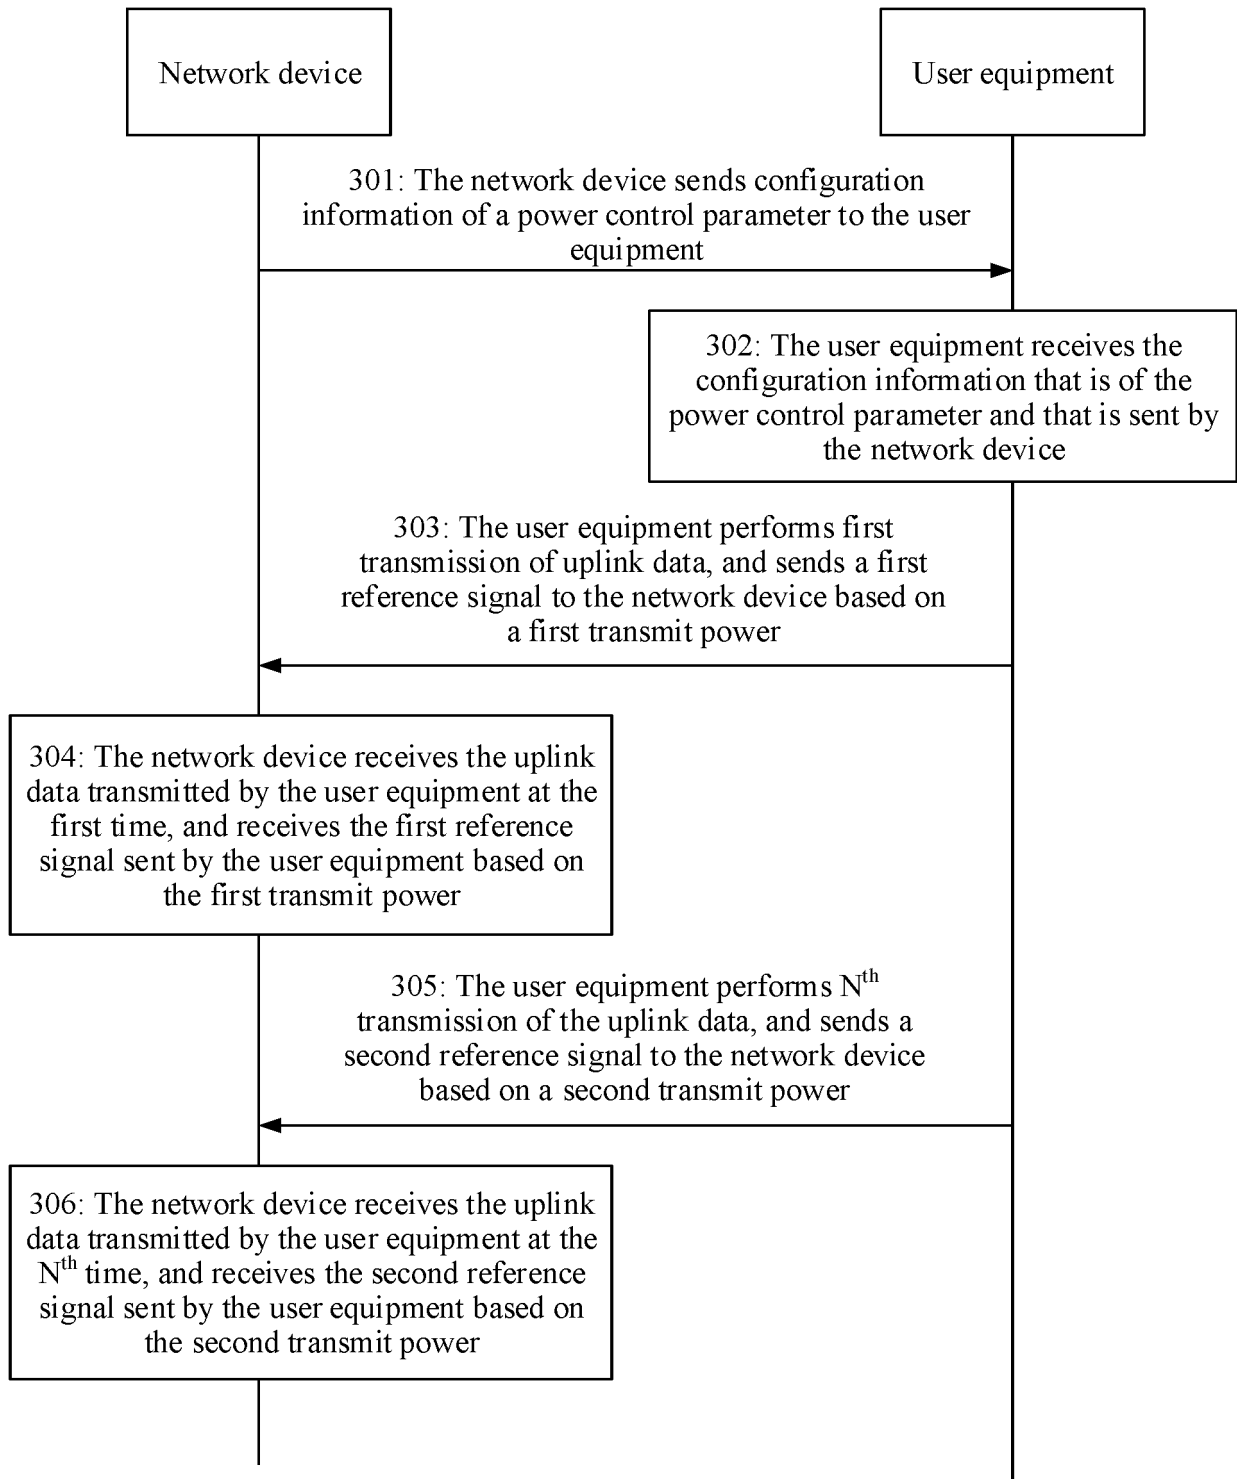 Network device
User equipment
301: The network device sends configuration
information of a power control parameter to the user
equipment
302: The user equipment receives the
configuration information that is of the
power control parameter and that is sent by
the network device
303: The user equipment performs first
transmission of uplink data, and sends a first
reference signal to the network device based on
a first transmit power
304: The network device receives the uplink
data transmitted by the user equipment at the
first time, and receives the first reference
signal sent by the user equipment based on
the first transmit power
305: The user equipment performs Nth
transmission of the uplink data, and sends a
second reference signal to the network device
based on a second transmit power
306: The network device receives the uplink
data transmitted by the user equipment at the
Nth time, and receives the second reference
signal sent by the user equipment based on
the second transmit power